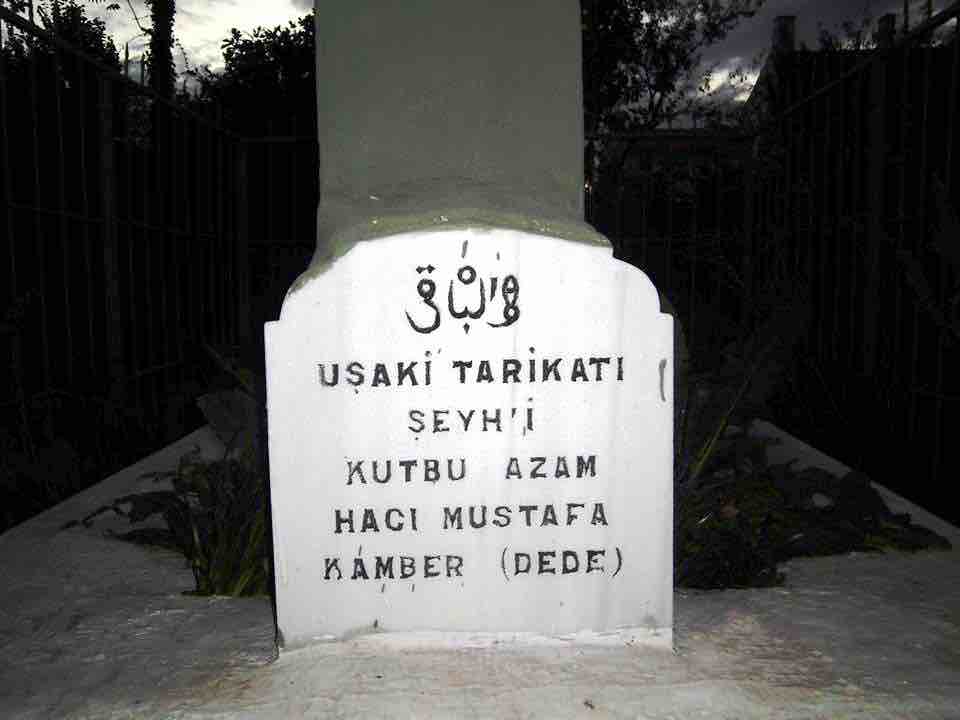 هو الباقي
UŞAKİ TARİKATI
ŞEYH'İ
KUTBU AZAM
HACI MUSTAFA
KAMBER (DEDE)